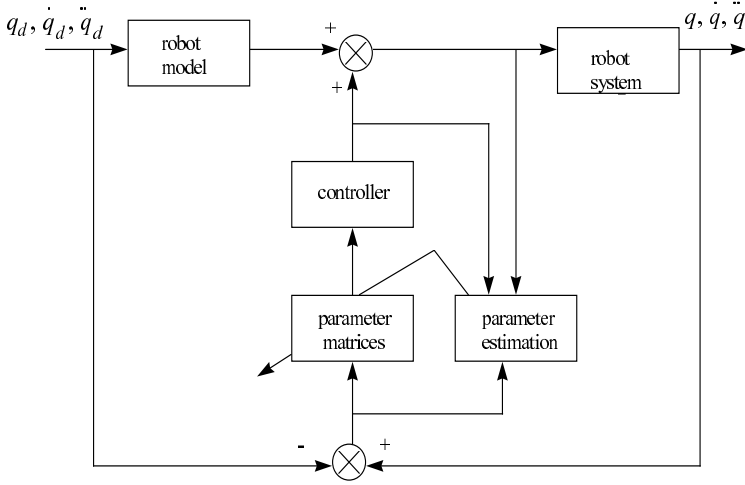 q_d, q̇_d, q̈_d
q, q̇, q̈
robot
model
+
+
robot
system
controller
parameter
matrices
parameter
estimation
-
+